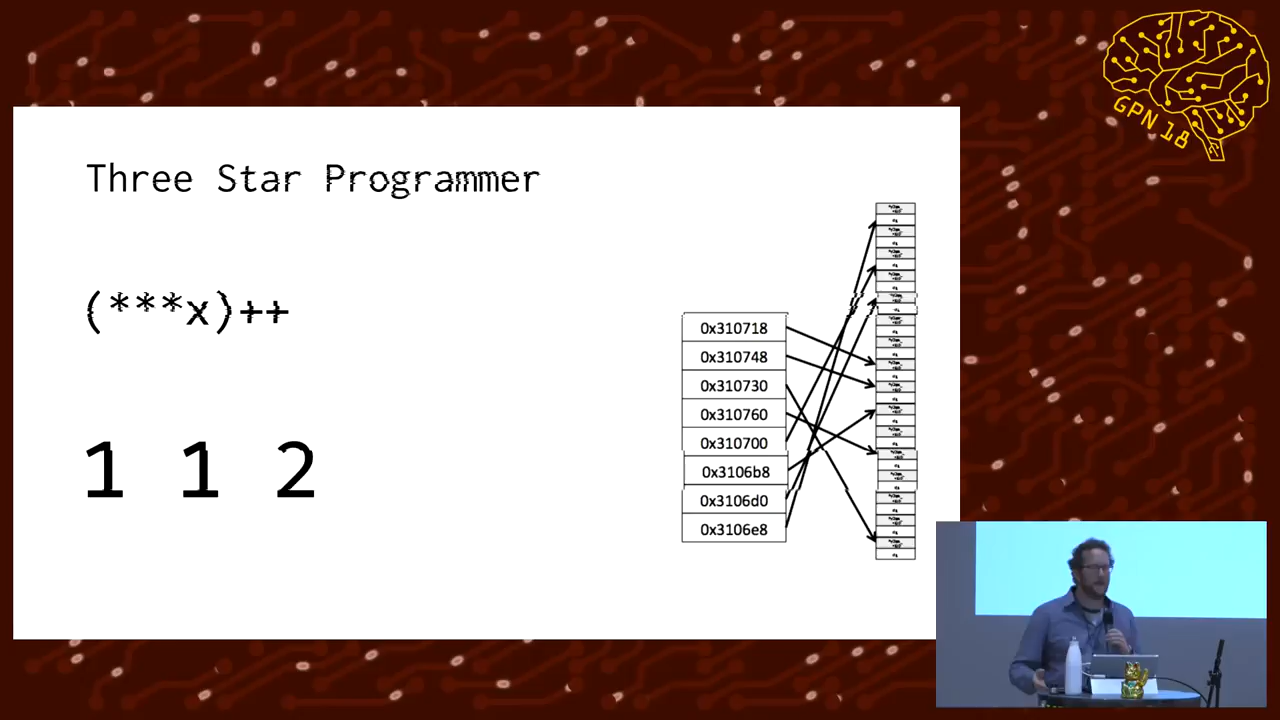 GPN 18
Three Star Programmer
(***x)++
1 1 2
0x310718
0x310748
0x310730
0x310760
0x310700
0x3106b8
0x3106d0
0x3106e8